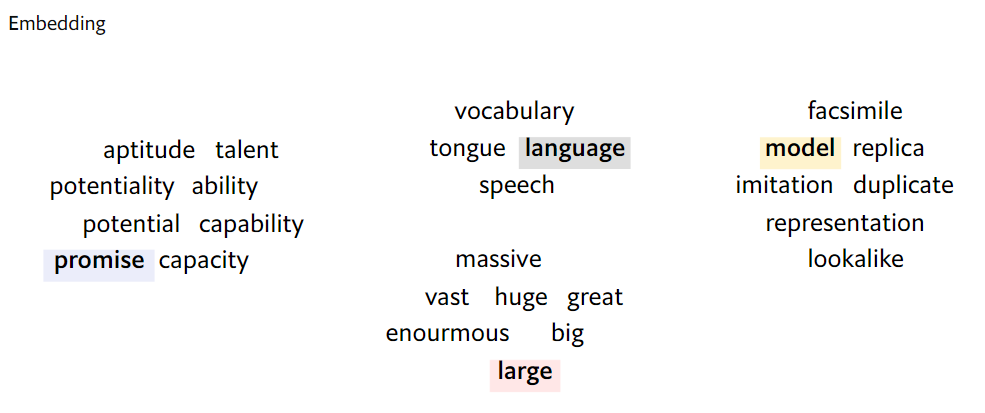 Embedding
aptitude talent
potentiality ability
potential capability
promise capacity
vocabulary
tongue language
speech
massive
vast huge great
enourmous big
large
facsimile
model replica
imitation duplicate
representation
lookalike